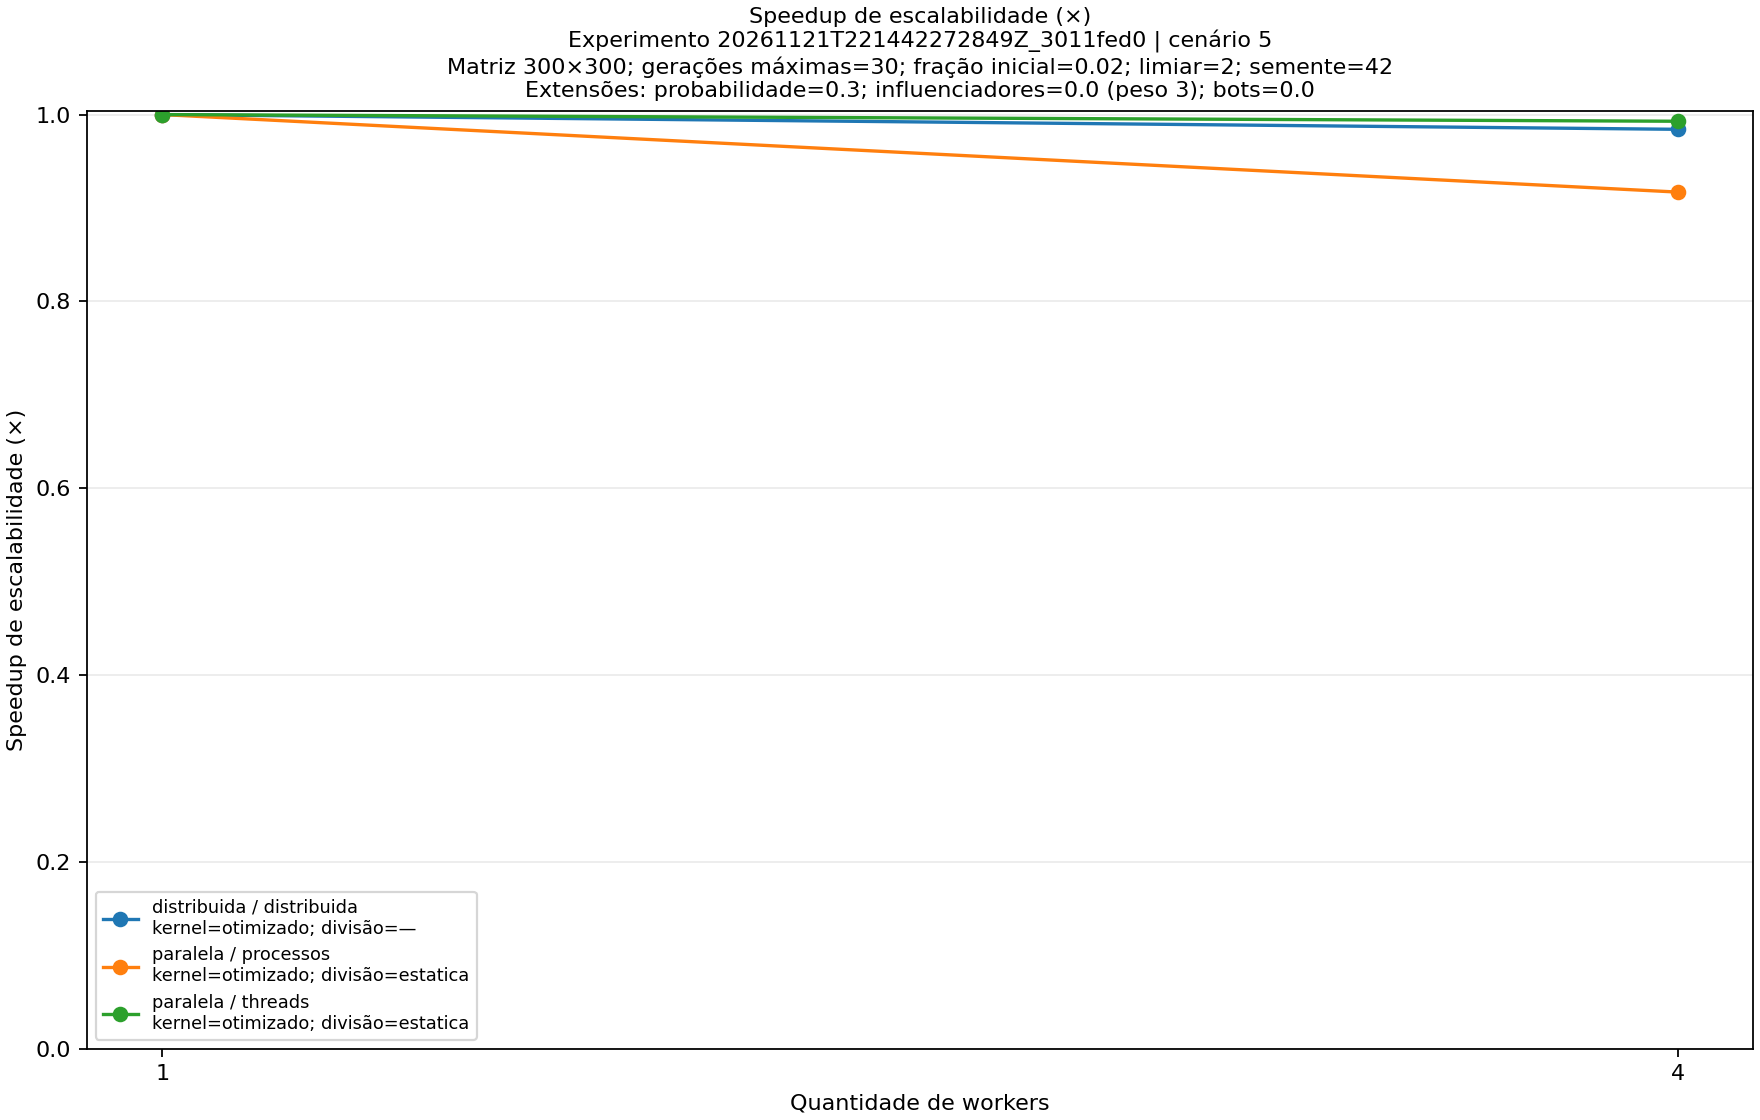 Speedup de escalabilidade (×)
Experimento 20261121T221442272849Z_3011fed0 | cenário 5
Matriz 300×300; gerações máximas=30; fração inicial=0.02; limiar=2; semente=42
Extensões: probabilidade=0.3; influenciadores=0.0 (peso 3); bots=0.0
1.0
0.8
0.6
0.4
0.2
0.0
Speedup de escalabilidade (×)
distribuida / distribuida
kernel=otimizado; divisão=—
paralela / processos
kernel=otimizado; divisão=estatica
paralela / threads
kernel=otimizado; divisão=estatica
1
4
Quantidade de workers